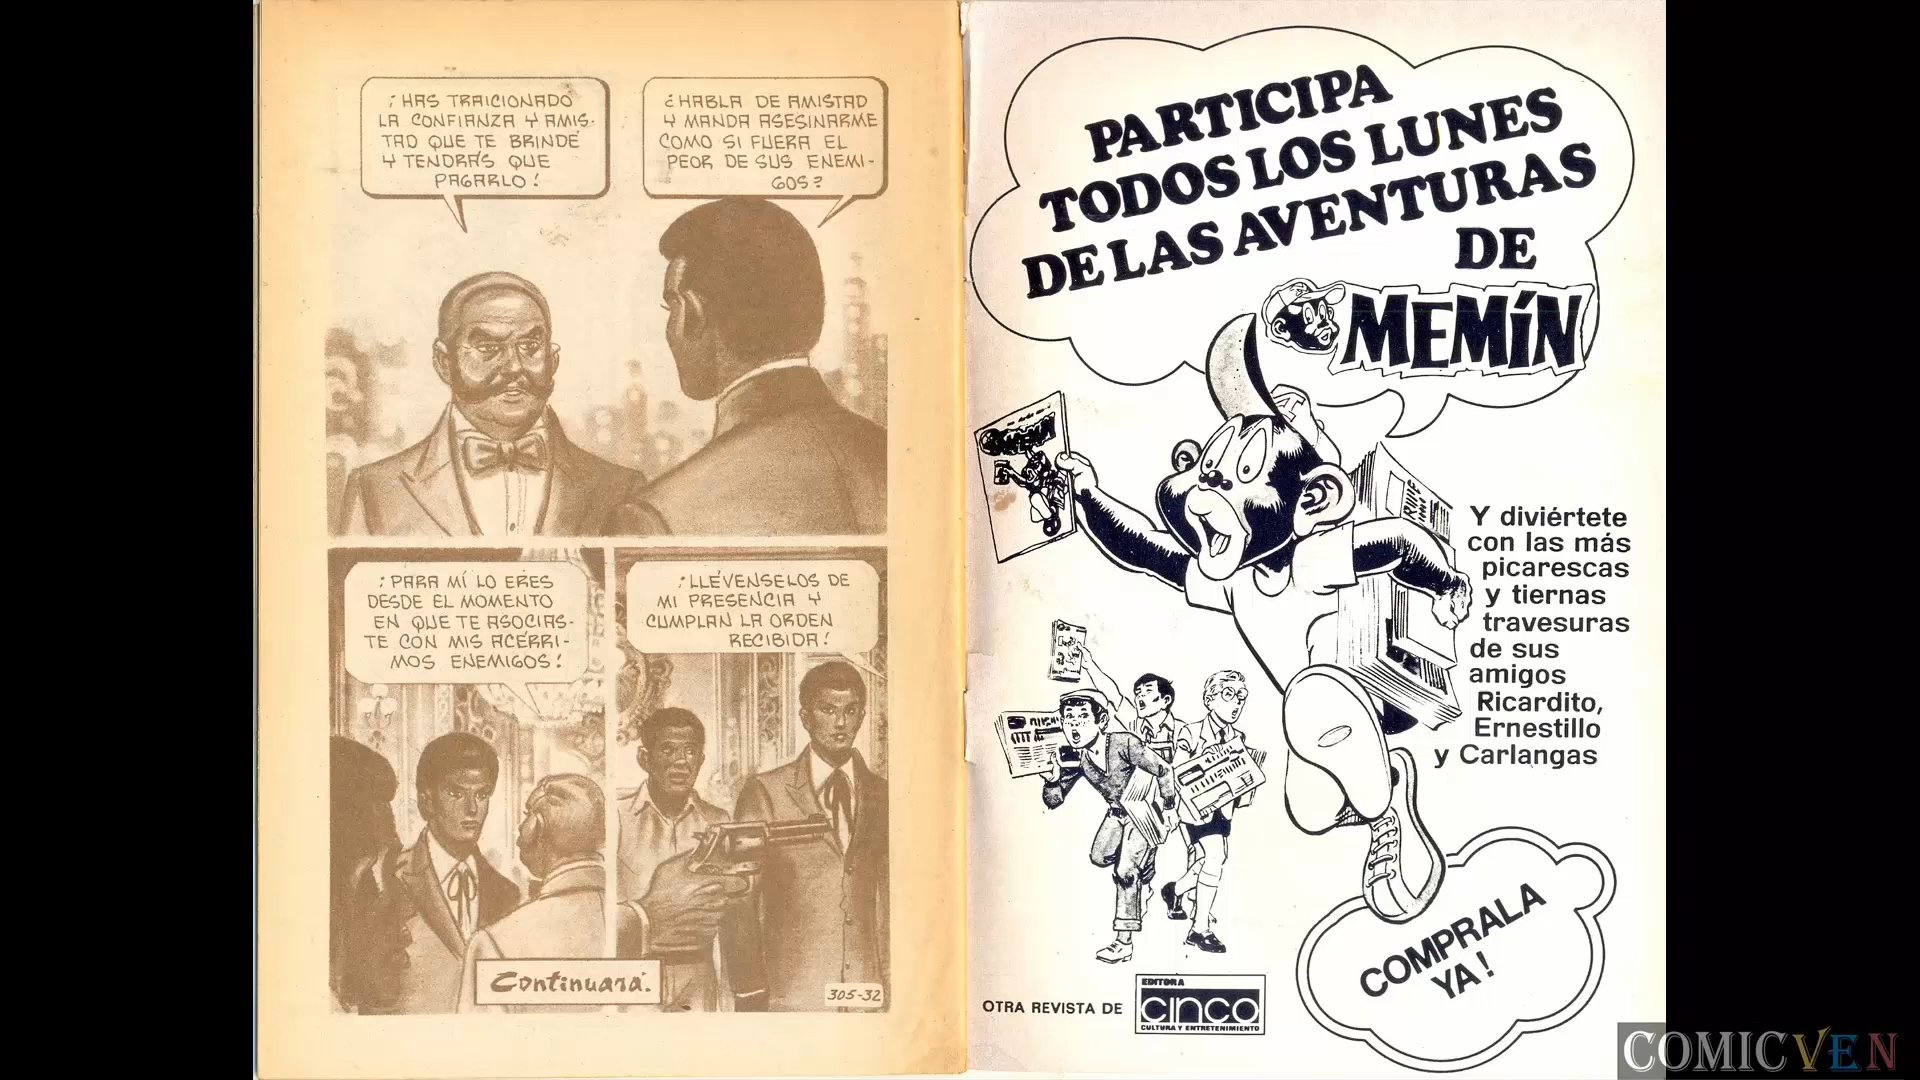 ¡HAS TRAICIONADO
LA CONFIANZA Y AMIS-
TAD QUE TE BRINDÉ
Y TENDRÁS QUE
PAGARLO!
¿HABLA DE AMISTAD
Y MANDA ASESINARME
COMO SI FUERA EL
PEOR DE SUS ENEMI-
GOS?
¡PARA MÍ LO ERES
DESDE EL MOMENTO
EN QUE TE ASOCIAS-
TE CON MIS ACÉRRI-
MOS ENEMIGOS!
¡LLÉVENSELOS DE
MI PRESENCIA Y
CUMPLAN LA ORDEN
RECIBIDA!
Continuará.
305-32
PARTICIPA
TODOS LOS LUNES
DE LAS AVENTURAS
DE
MEMÍN
MEMÍN
Y diviértete
con las más
picarescas
y tiernas
travesuras
de sus
amigos
Ricardito,
Ernestillo
y Carlangas
COMPRALA
YA!
OTRA REVISTA DE
EDITORA
CINCO
CULTURA Y ENTRETENIMIENTO
COMICVEN